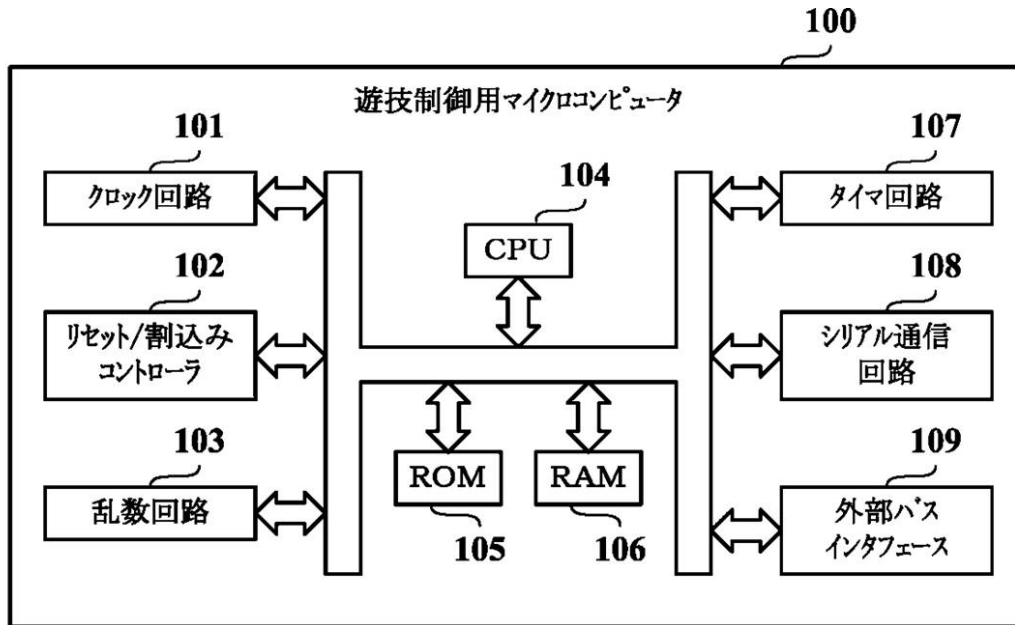 100
遊技制御用マイクロコンピュータ
101
クロック回路
102
リセット/割込み
コントローラ
103
乱数回路
104
CPU
ROM
105
RAM
106
107
タイマ回路
108
シリアル通信
回路
109
外部バス
インタフェース